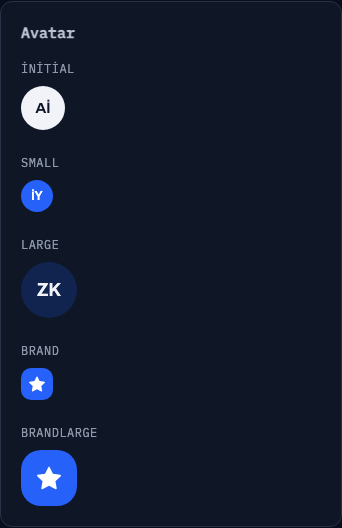 Avatar
İNİTİAL
Aİ
SMALL
İY
LARGE
ZK
BRAND
BRANDLARGE